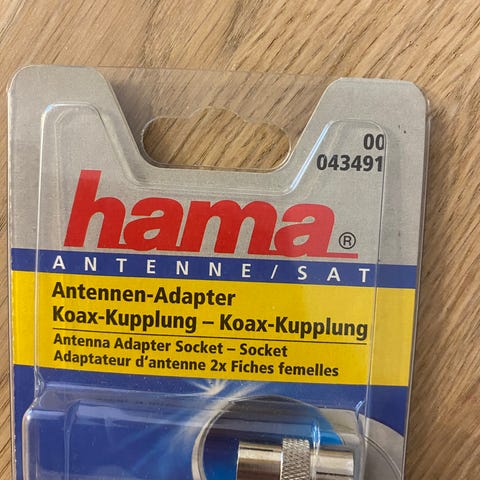 00
043491
hama®
ANTENNE/SAT
Antennen-Adapter
Koax-Kupplung – Koax-Kupplung
Antenna Adapter Socket – Socket
Adaptateur d'antenne 2x Fiches femelles